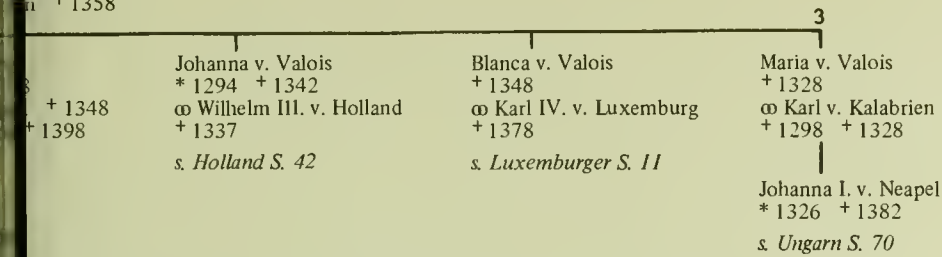 + 1358
3
Johanna v. Valois
* 1294 + 1342
∞ Wilhelm III. v. Holland
+ 1337
s. Holland S. 42
Blanca v. Valois
+ 1348
∞ Karl IV. v. Luxemburg
+ 1378
s. Luxemburger S. 11
Maria v. Valois
+ 1328
∞ Karl v. Kalabrien
+ 1298 + 1328
Johanna I. v. Neapel
* 1326 + 1382
s. Ungarn S. 70
+ 1348
+ 1398